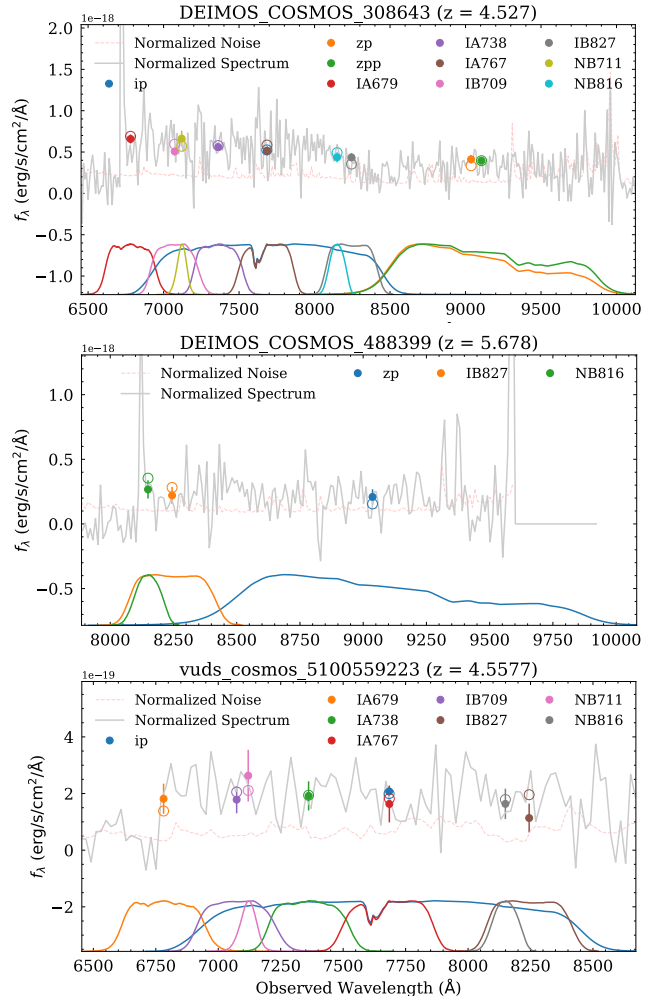 DEIMOS_COSMOS_308643 (z = 4.527)
1e−18
Normalized Noise zp IA738 IB827
Normalized Spectrum zpp IA767 NB711
ip IA679 IB709 NB816
2.0
1.5
1.0
0.5
0.0
−0.5
−1.0
fλ (erg/s/cm²/Å)
6500 7000 7500 8000 8500 9000 9500 10000
DEIMOS_COSMOS_488399 (z = 5.678)
1e−18
Normalized Noise zp IB827 NB816
Normalized Spectrum
1.0
0.5
0.0
−0.5
fλ (erg/s/cm²/Å)
8000 8250 8500 8750 9000 9250 9500 9750 10000
vuds_cosmos_5100559223 (z = 4.5577)
1e−19
Normalized Noise IA679 IB709 NB711
Normalized Spectrum IA738 IB827 NB816
ip IA767
4
2
0
−2
fλ (erg/s/cm²/Å)
6500 6750 7000 7250 7500 7750 8000 8250 8500
Observed Wavelength (Å)